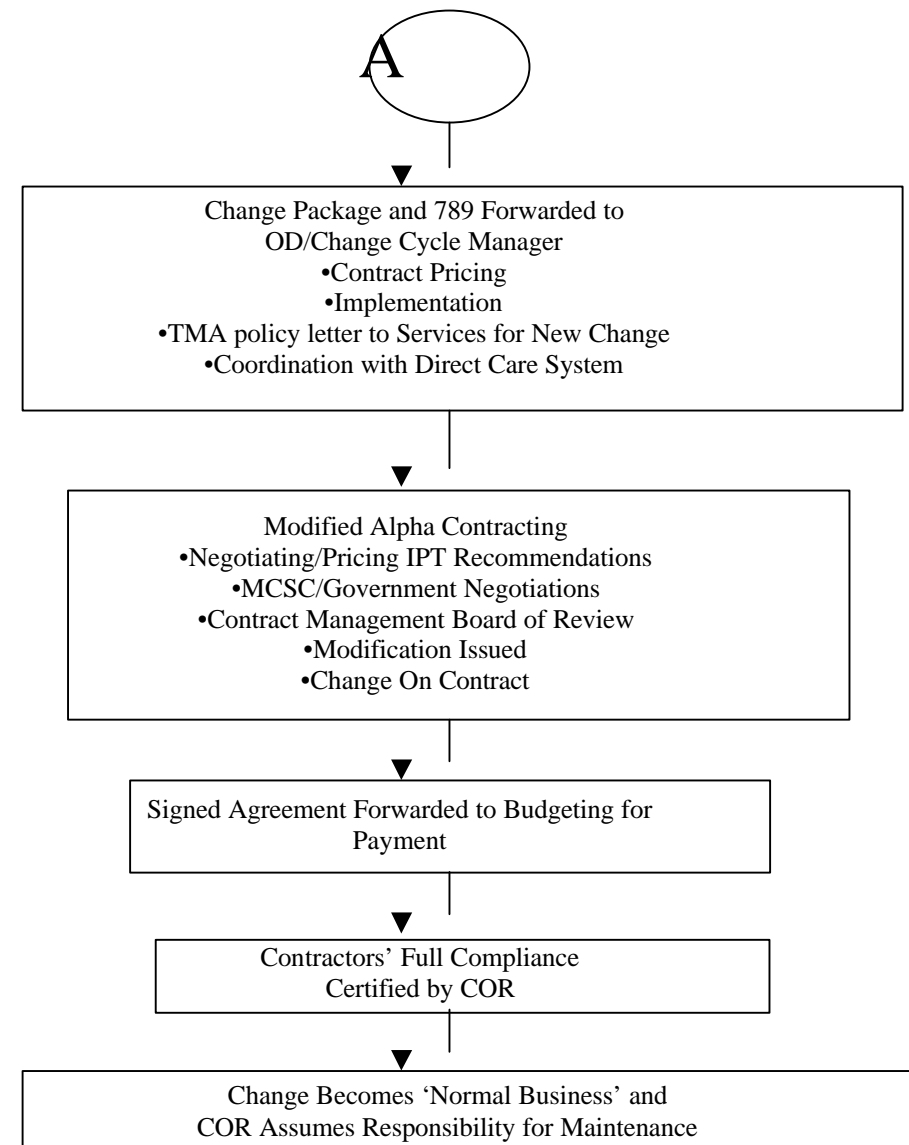 A
Change Package and 789 Forwarded to
OD/Change Cycle Manager
•Contract Pricing
•Implementation
•TMA policy letter to Services for New Change
•Coordination with Direct Care System
Modified Alpha Contracting
•Negotiating/Pricing IPT Recommendations
•MCSC/Government Negotiations
•Contract Management Board of Review
•Modification Issued
•Change On Contract
Signed Agreement Forwarded to Budgeting for
Payment
Contractors’ Full Compliance
Certified by COR
Change Becomes ‘Normal Business’ and
COR Assumes Responsibility for Maintenance